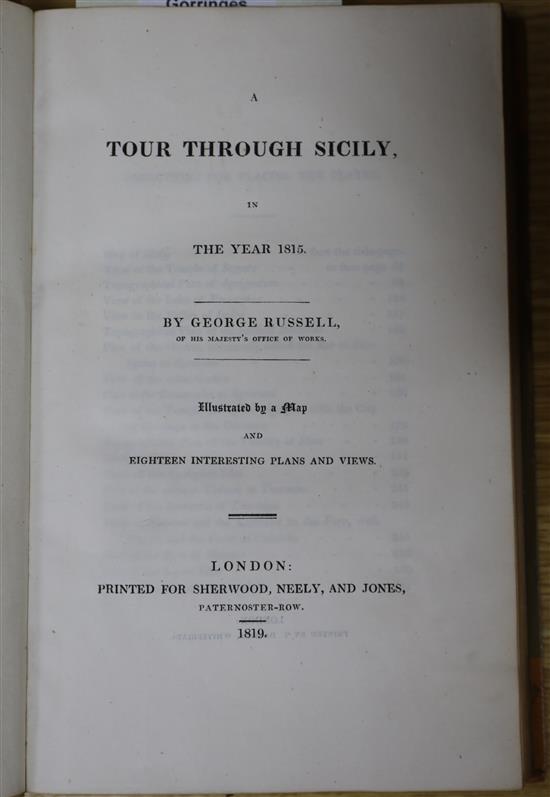 Gorringes
A
TOUR THROUGH SICILY,
IN
THE YEAR 1815.
BY GEORGE RUSSELL,
OF HIS MAJESTY'S OFFICE OF WORKS.
Illustrated by a Map
AND
EIGHTEEN INTERESTING PLANS AND VIEWS.
LONDON:
PRINTED FOR SHERWOOD, NEELY, AND JONES,
PATERNOSTER-ROW.
1819.